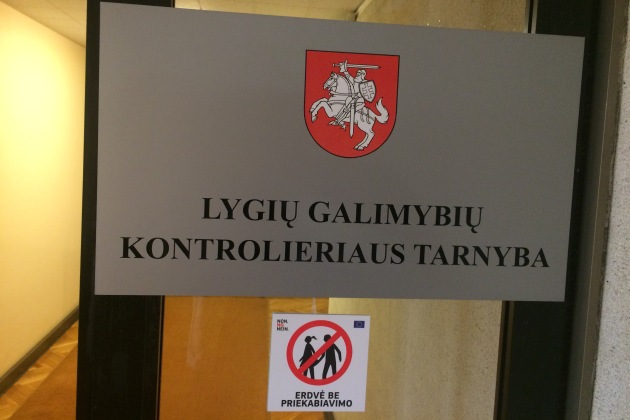 LYGIŲ GALIMYBIŲ
KONTROLIERIAUS TARNYBA
NON.
NO.
NEIN.
ERDVĖ BE
PRIEKABIAVIMO